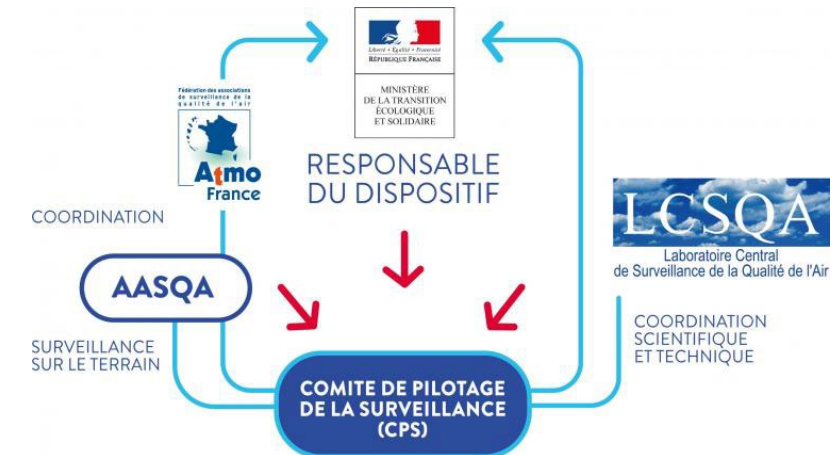 Liberté • Égalité • Fraternité
RÉPUBLIQUE FRANÇAISE
MINISTÈRE
DE LA TRANSITION
ÉCOLOGIQUE
ET SOLIDAIRE
RESPONSABLE
DU DISPOSITIF
Fédération des associations
de surveillance de la
qualité de l'air
Atmo
France
COORDINATION
AASQA
SURVEILLANCE
SUR LE TERRAIN
LCSQA
Laboratoire Central
de Surveillance de la Qualité de l'Air
COORDINATION
SCIENTIFIQUE
ET TECHNIQUE
COMITE DE PILOTAGE
DE LA SURVEILLANCE
(CPS)